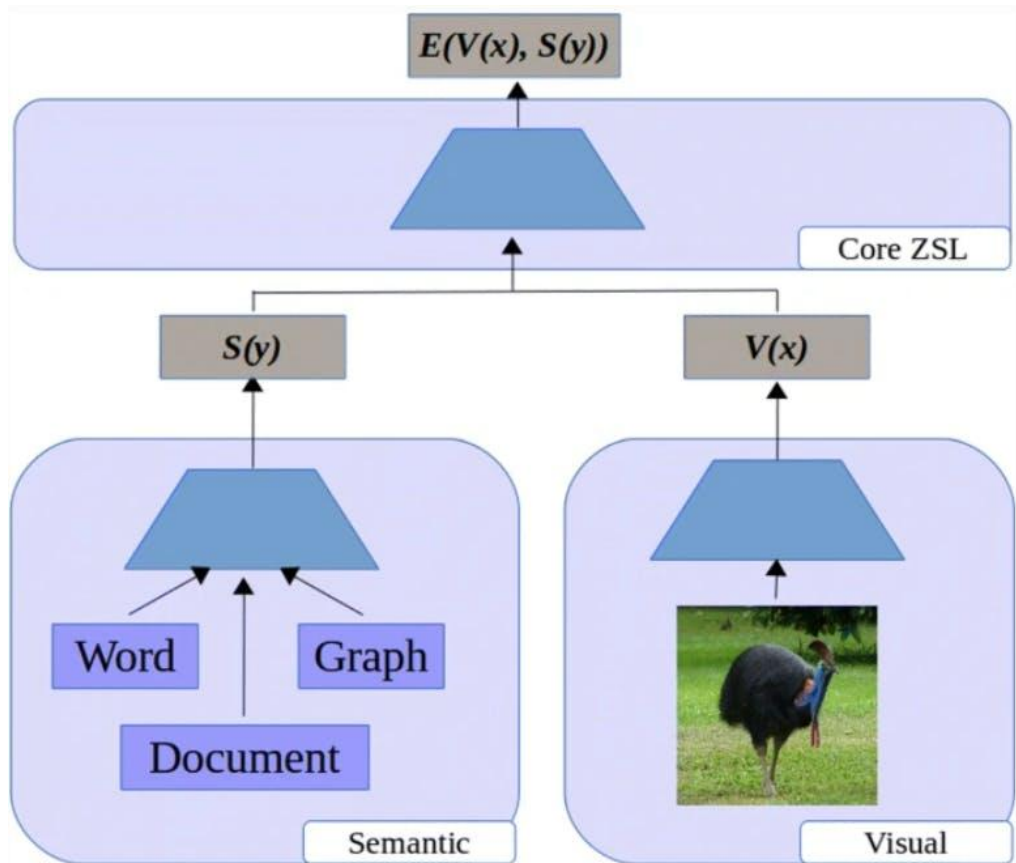 E(V(x), S(y))
Core ZSL
S(y)
V(x)
Word
Graph
Document
Semantic
Visual